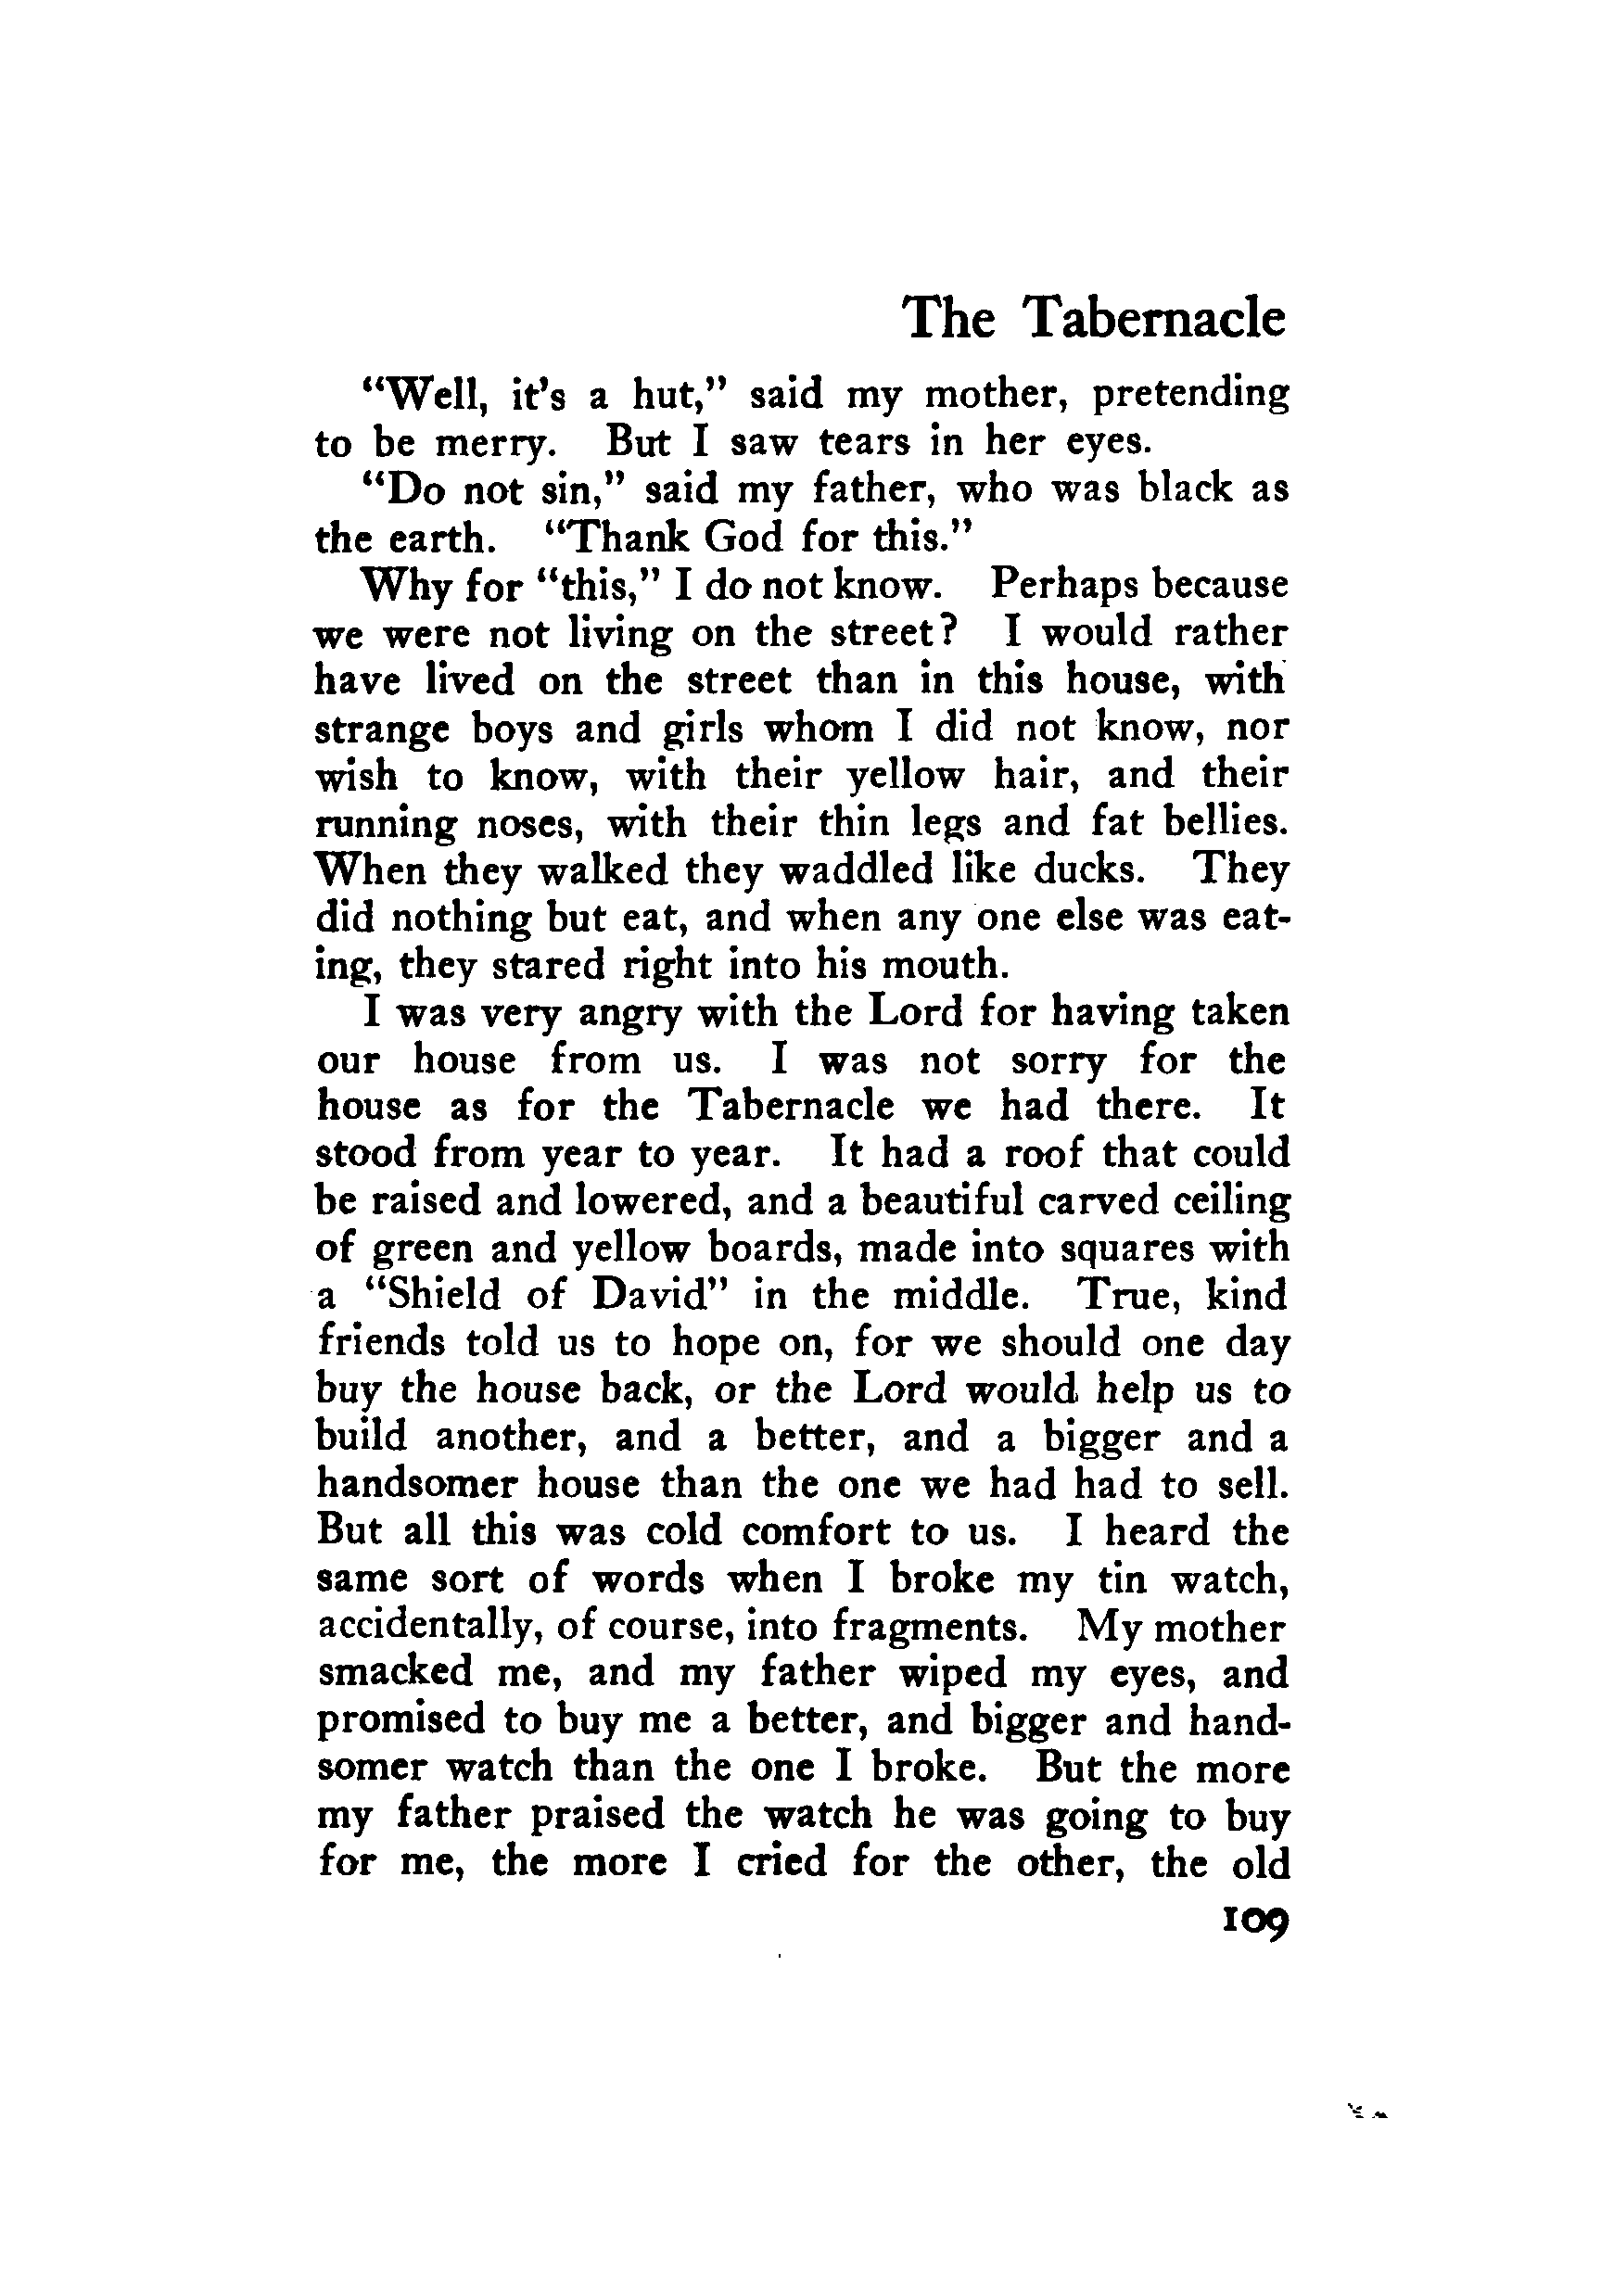 The Tabernacle
“Well, it’s a hut,” said my mother, pretending
to be merry. But I saw tears in her eyes.
“Do not sin,” said my father, who was black as
the earth. “Thank God for this.”
Why for “this,” I do not know. Perhaps because
we were not living on the street? I would rather
have lived on the street than in this house, with
strange boys and girls whom I did not know, nor
wish to know, with their yellow hair, and their
running noses, with their thin legs and fat bellies.
When they walked they waddled like ducks. They
did nothing but eat, and when any one else was eat-
ing, they stared right into his mouth.
I was very angry with the Lord for having taken
our house from us. I was not sorry for the
house as for the Tabernacle we had there. It
stood from year to year. It had a roof that could
be raised and lowered, and a beautiful carved ceiling
of green and yellow boards, made into squares with
a “Shield of David” in the middle. True, kind
friends told us to hope on, for we should one day
buy the house back, or the Lord would help us to
build another, and a better, and a bigger and a
handsomer house than the one we had had to sell.
But all this was cold comfort to us. I heard the
same sort of words when I broke my tin watch,
accidentally, of course, into fragments. My mother
smacked me, and my father wiped my eyes, and
promised to buy me a better, and bigger and hand-
somer watch than the one I broke. But the more
my father praised the watch he was going to buy
for me, the more I cried for the other, the old
109